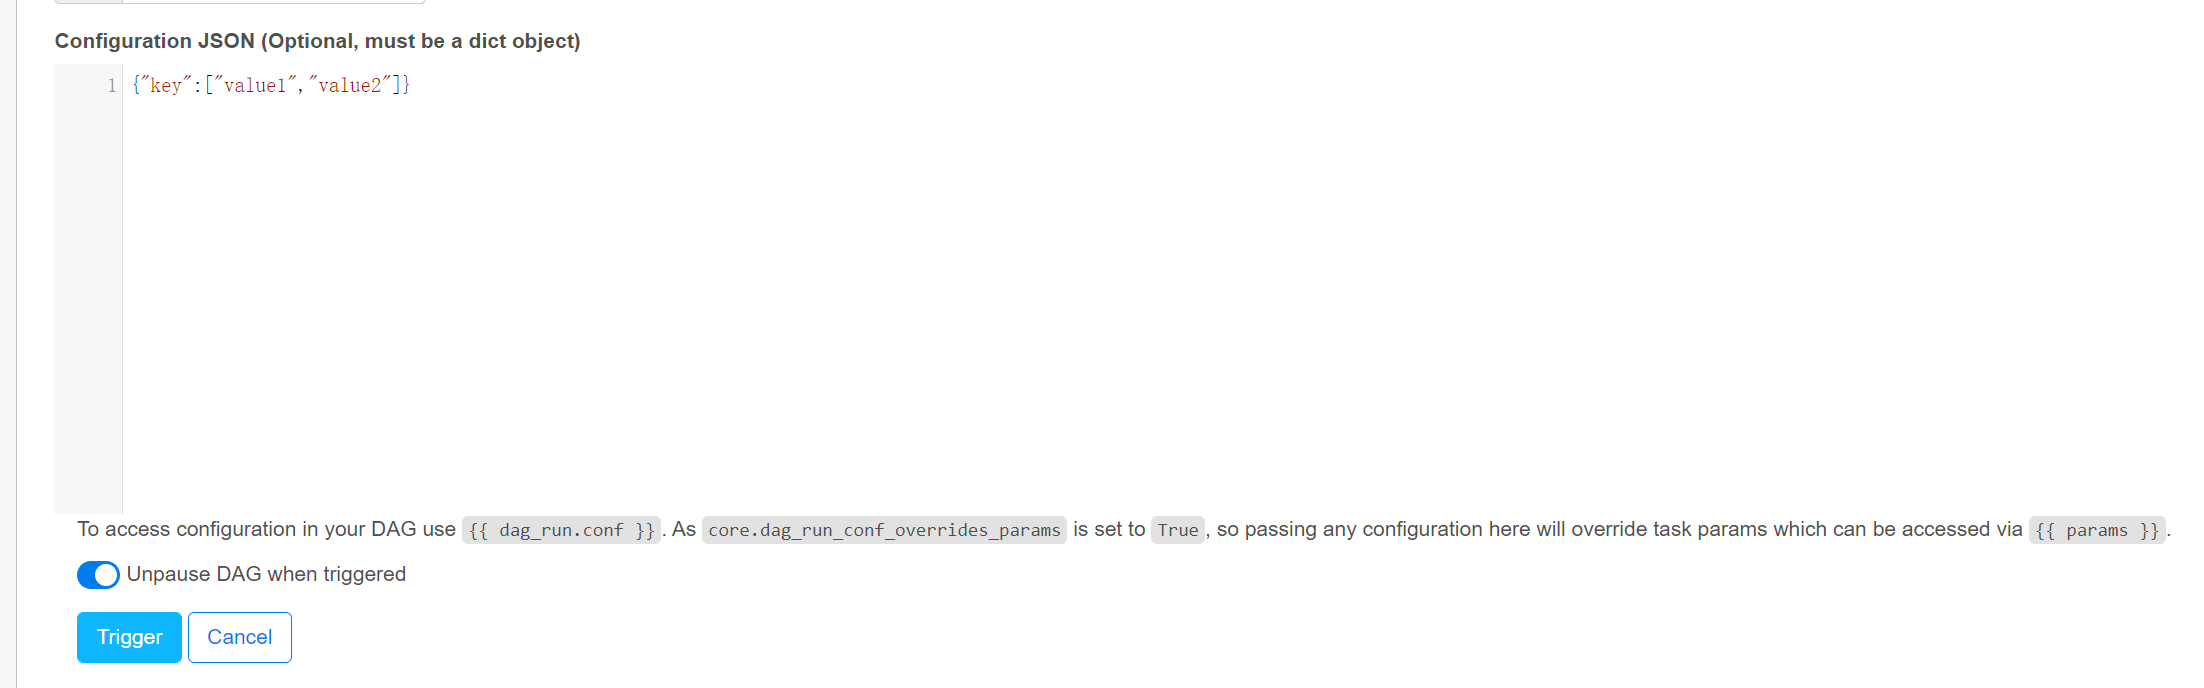 Configuration JSON (Optional, must be a dict object)
1 {"key":["value1","value2"]}
To access configuration in your DAG use {{ dag_run.conf }}. As core.dag_run_conf_overrides_params is set to True, so passing any configuration here will override task params which can be accessed via {{ params }}.
Unpause DAG when triggered
Trigger Cancel